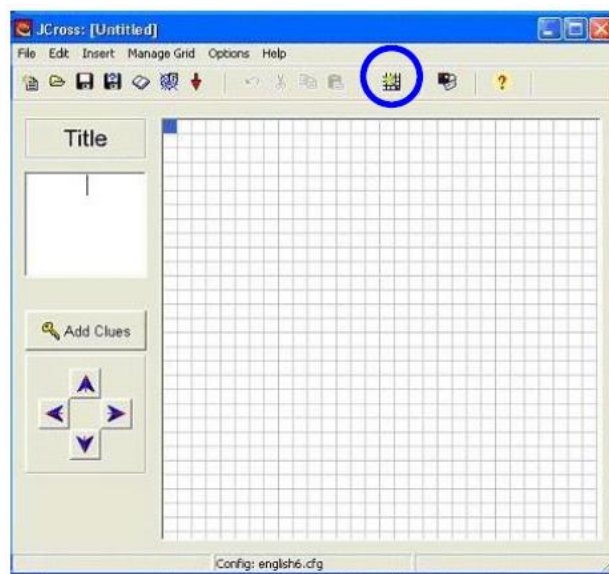 JCross: [Untitled]
File Edit Insert Manage Grid Options Help
?
Title
Add Clues
Config: english6.cfg